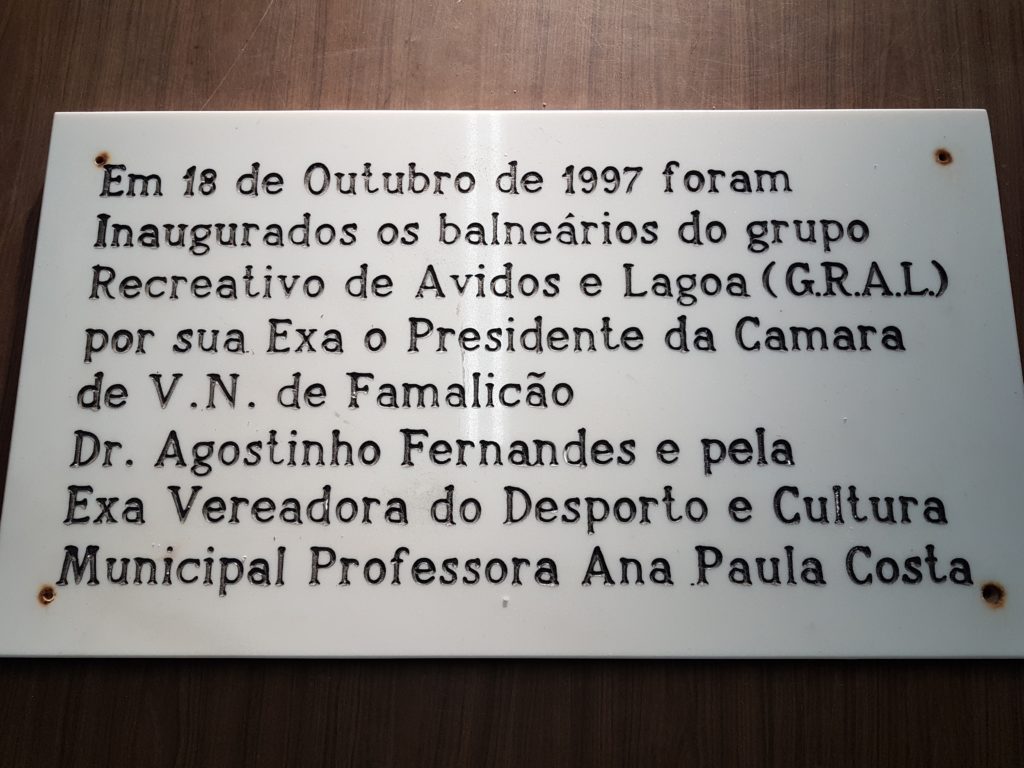 Em 18 de Outubro de 1997 foram
Inaugurados os balneários do grupo
Recreativo de Avidos e Lagoa (G.R.A.L.)
por sua Exa o Presidente da Camara
de V.N. de Famalicão
Dr. Agostinho Fernandes e pela
Exa Vereadora do Desporto e Cultura
Municipal Professora Ana Paula Costa